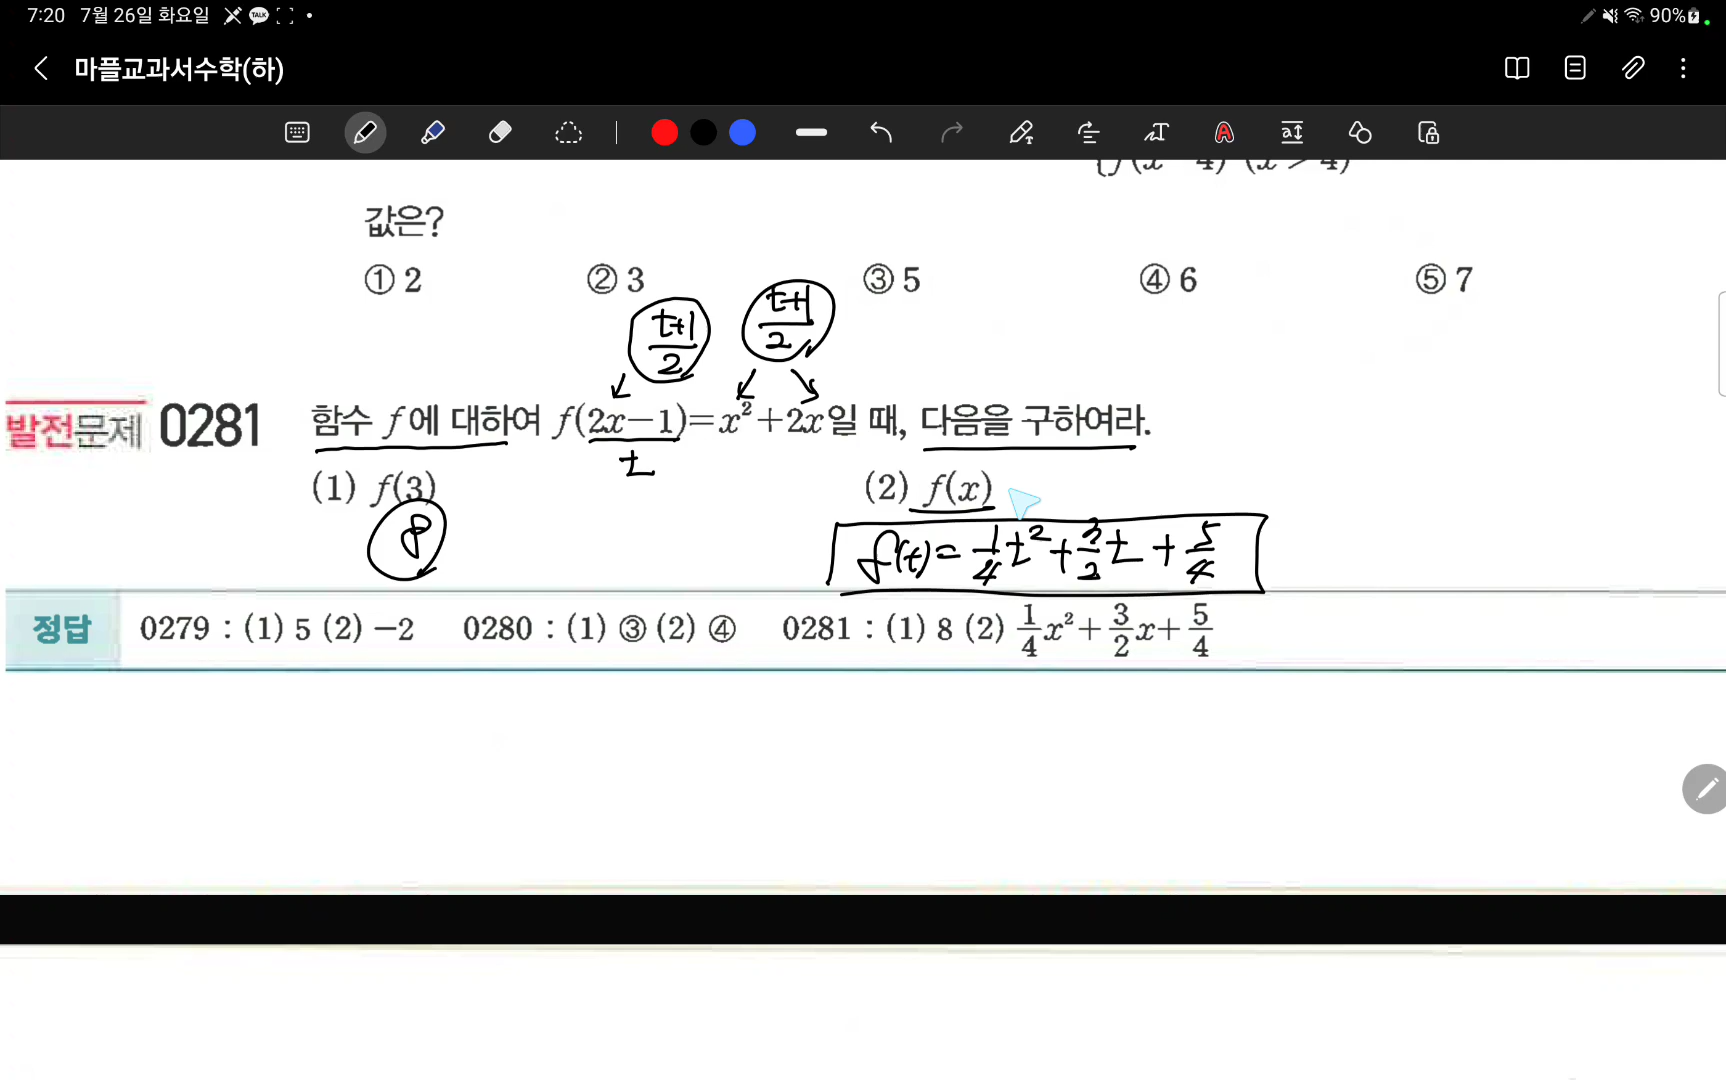 7:20 7월 26일 화요일 TALK 90%
마플교과서수학(하)
{f(x-4) (x>4)
값은?
① 2 ② 3 ③ 5 ④ 6 ⑤ 7
t+1/2 t+1/2
발전문제 0281 함수 f에 대하여 f(2x-1)=x²+2x일 때, 다음을 구하여라.
t
(1) f(3) (2) f(x)
8 f(t)=1/4t²+3/2t+5/4
정답 0279 : (1) 5 (2) -2 0280 : (1) ③ (2) ④ 0281 : (1) 8 (2) 1/4x²+3/2x+5/4